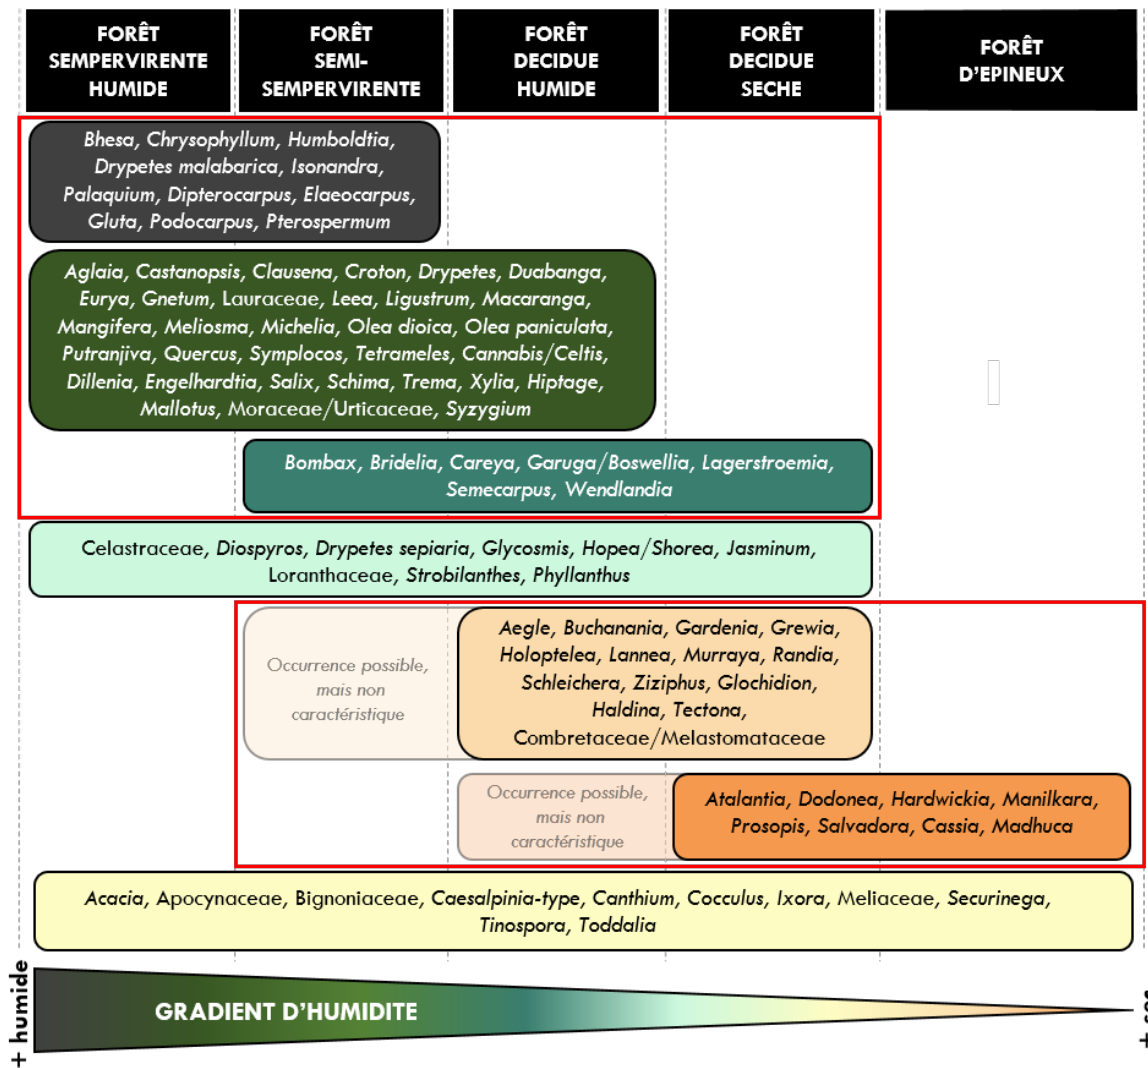 FORÊT
SEMPERVIRENTE
HUMIDE
FORÊT
SEMI-
SEMPERVIRENTE
FORÊT
DECIDUE
HUMIDE
FORÊT
DECIDUE
SECHE
FORÊT
D'EPINEUX
Bhesa, Chrysophyllum, Humboldtia,
Drypetes malabarica, Isonandra,
Palaquium, Dipterocarpus, Elaeocarpus,
Gluta, Podocarpus, Pterospermum
Aglaia, Castanopsis, Clausena, Croton, Drypetes, Duabanga,
Eurya, Gnetum, Lauraceae, Leea, Ligustrum, Macaranga,
Mangifera, Meliosma, Michelia, Olea dioica, Olea paniculata,
Putranjiva, Quercus, Symplocos, Tetrameles, Cannabis/Celtis,
Dillenia, Engelhardtia, Salix, Schima, Trema, Xylia, Hiptage,
Mallotus, Moraceae/Urticaceae, Syzygium
Bombax, Bridelia, Careya, Garuga/Boswellia, Lagerstroemia,
Semecarpus, Wendlandia
Celastraceae, Diospyros, Drypetes sepiaria, Glycosmis, Hopea/Shorea, Jasminum,
Loranthaceae, Strobilanthes, Phyllanthus
Occurrence possible,
mais non
caractéristique
Aegle, Buchanania, Gardenia, Grewia,
Holoptelea, Lannea, Murraya, Randia,
Schleichera, Ziziphus, Glochidion,
Haldina, Tectona,
Combretaceae/Melastomataceae
Occurrence possible,
mais non
caractéristique
Atalantia, Dodonea, Hardwickia, Manilkara,
Prosopis, Salvadora, Cassia, Madhuca
Acacia, Apocynaceae, Bignoniaceae, Caesalpinia-type, Canthium, Cocculus, Ixora, Meliaceae, Securinega,
Tinospora, Toddalia
+ humide
GRADIENT D'HUMIDITE
+